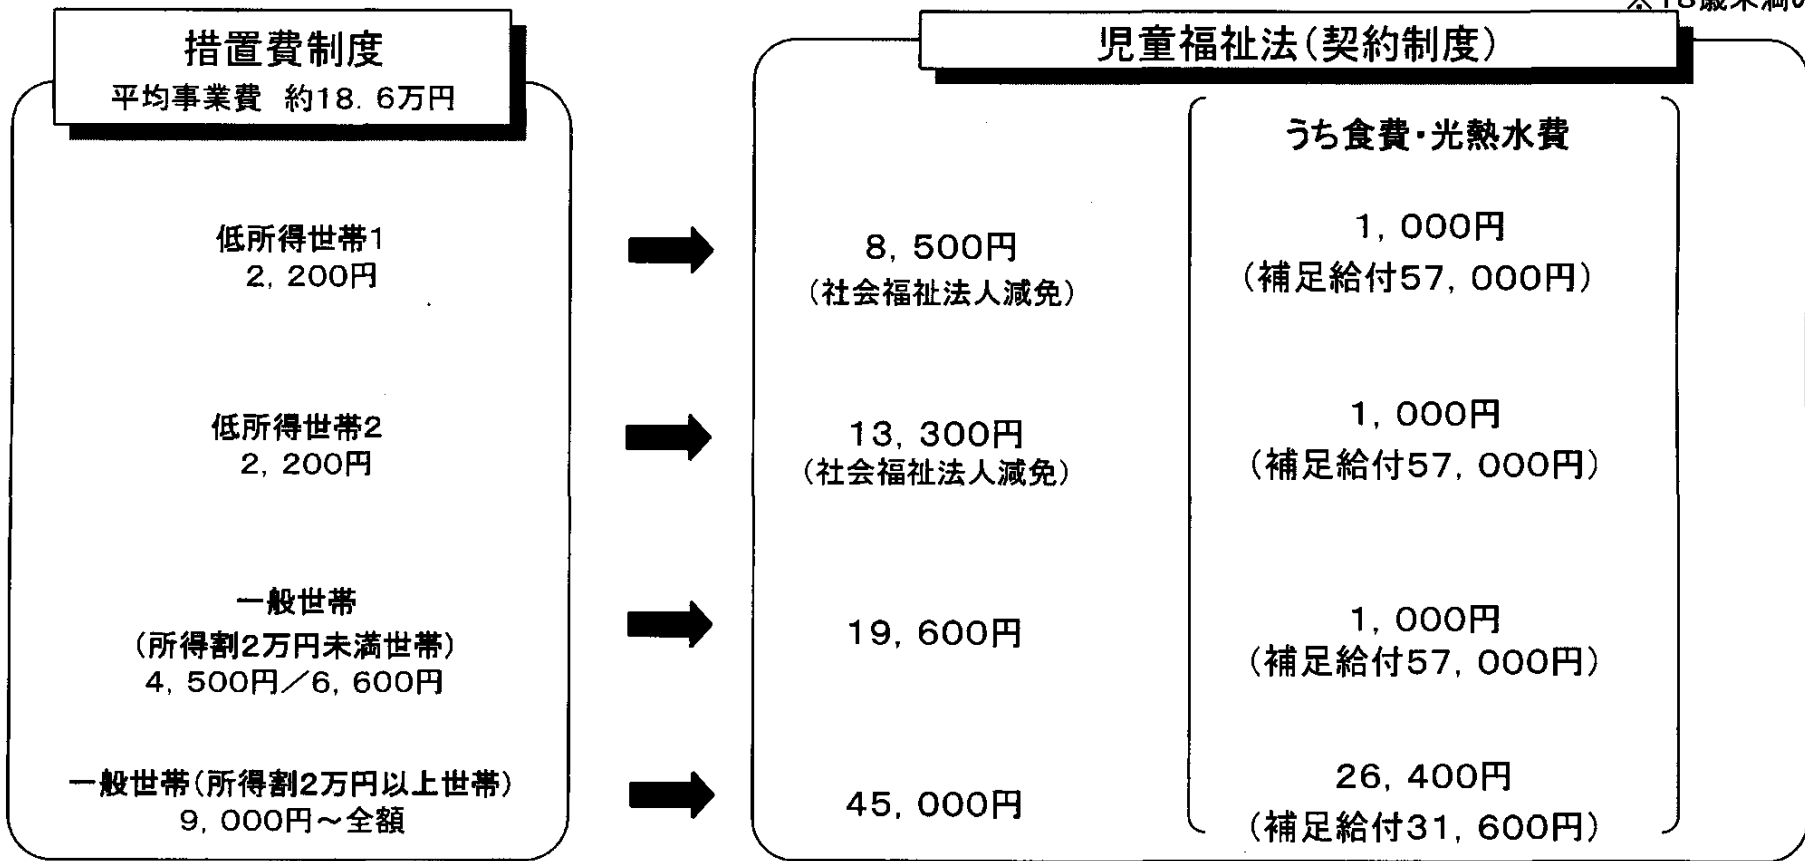 ※18歳未満の
措置費制度
平均事業費 約18.6万円
児童福祉法(契約制度)
うち食費・光熱水費
低所得世帯1
2,200円
8,500円
(社会福祉法人減免)
1,000円
(補足給付57,000円)
低所得世帯2
2,200円
13,300円
(社会福祉法人減免)
1,000円
(補足給付57,000円)
一般世帯
(所得割2万円未満世帯)
4,500円/6,600円
19,600円
1,000円
(補足給付57,000円)
一般世帯(所得割2万円以上世帯)
9,000円~全額
45,000円
26,400円
(補足給付31,600円)